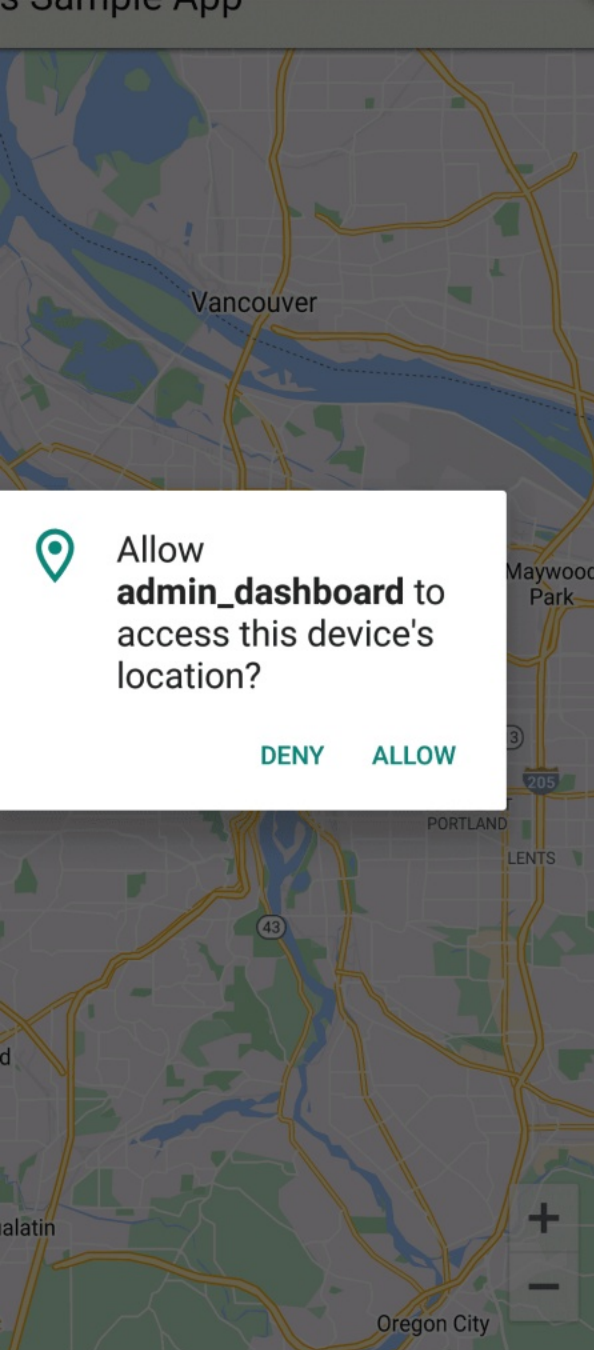 s Sample App
Vancouver
Allow
admin_dashboard to
access this device's
location?
DENY ALLOW
Maywood
Park
3
205
PORTLAND
LENTS
43
d
alatin
Oregon City
+
−